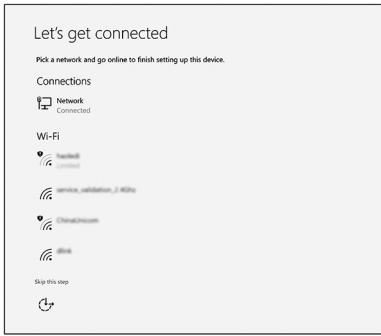 Let's get connected
Pick a network and go online to finish setting up this device.
Connections
Network
Connected
Wi-Fi
Limited
service_validation_2.4Ghz
ChinaUnicom
dlink
Skip this step